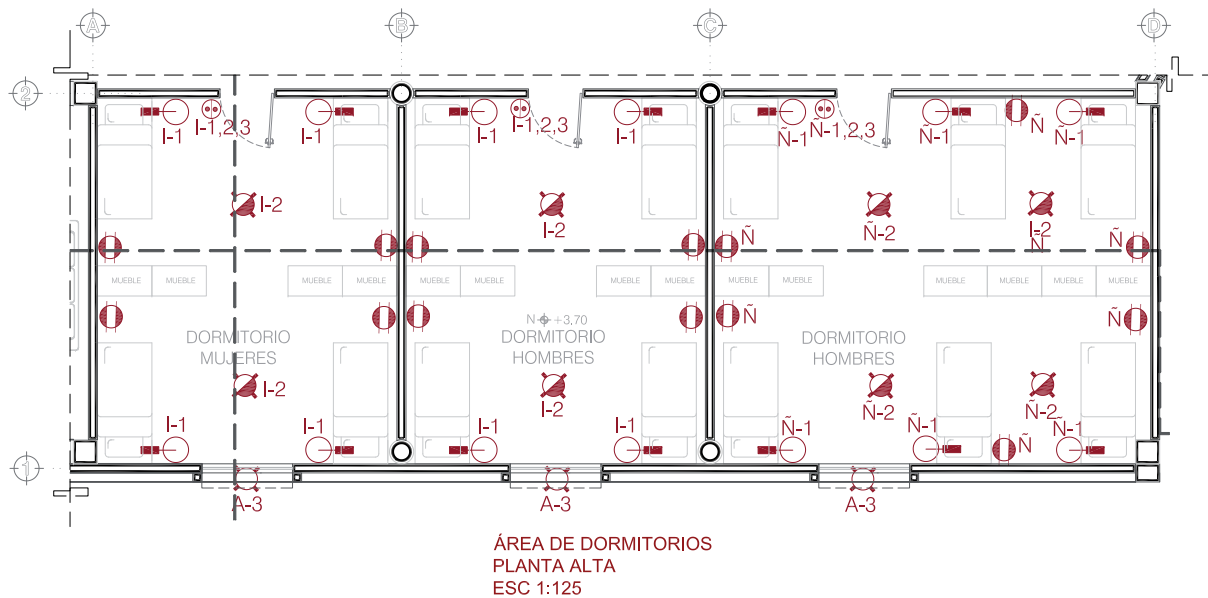 A B C D
2
I-1 I-1,2,3 I-1 I-1 I-1,2,3 I-1 Ñ-1 Ñ-1,2,3 Ñ-1 Ñ Ñ-1
I-2 I-2 Ñ-2 I-2
Ñ Ñ Ñ
MUEBLE MUEBLE MUEBLE MUEBLE MUEBLE MUEBLE MUEBLE MUEBLE MUEBLE MUEBLE MUEBLE MUEBLE MUEBLE MUEBLE
N +3,70 Ñ Ñ
DORMITORIO DORMITORIO DORMITORIO
MUJERES HOMBRES HOMBRES
I-2 I-2 Ñ-2 Ñ-2
I-1 I-1 I-1 I-1 Ñ-1 Ñ-1 Ñ Ñ-1
1
A-3 A-3 A-3
ÁREA DE DORMITORIOS
PLANTA ALTA
ESC 1:125